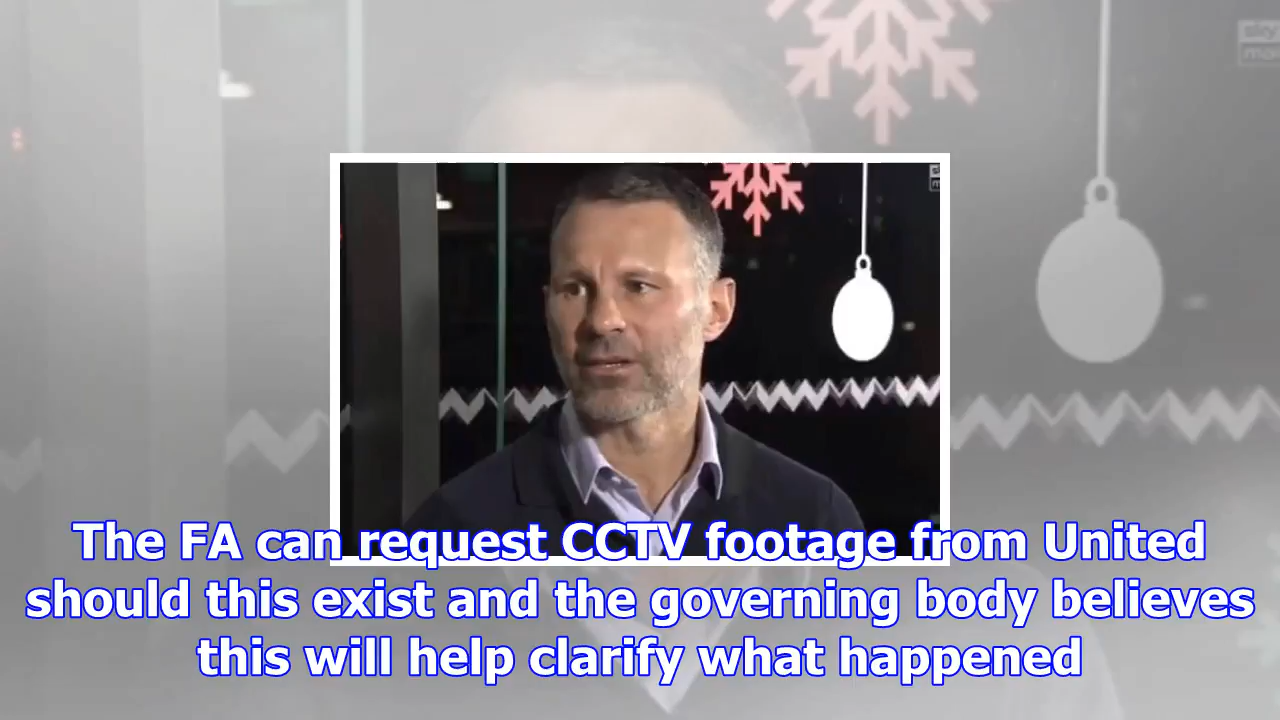 sky
The FA can request CCTV footage from United
should this exist and the governing body believes
this will help clarify what happened